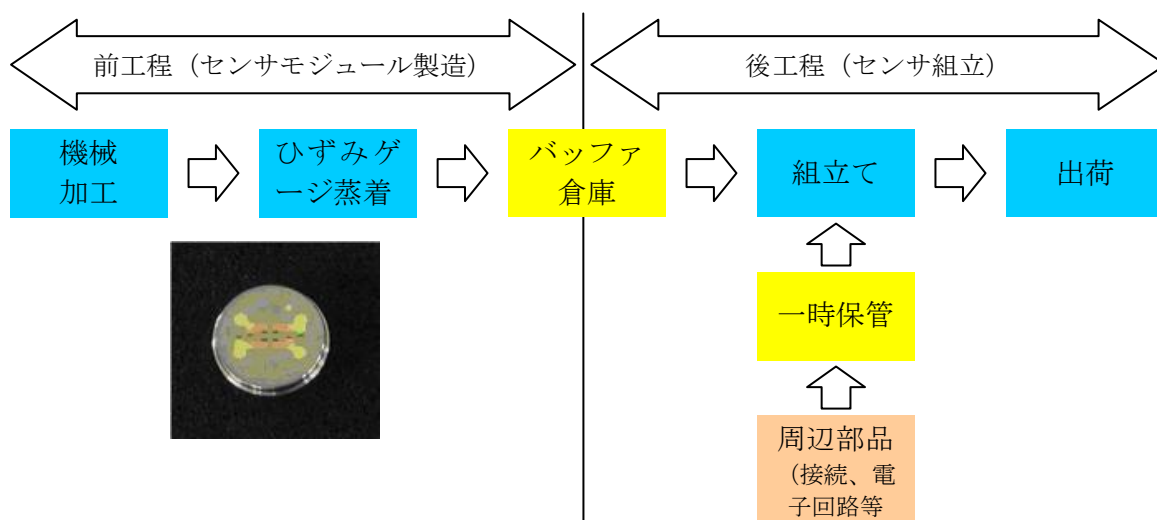 前工程（センサモジュール製造）
後工程（センサ組立）
機械
加工
ひずみゲ
ージ蒸着
バッファ
倉庫
組立て
出荷
一時保管
周辺部品
（接続、電
子回路等